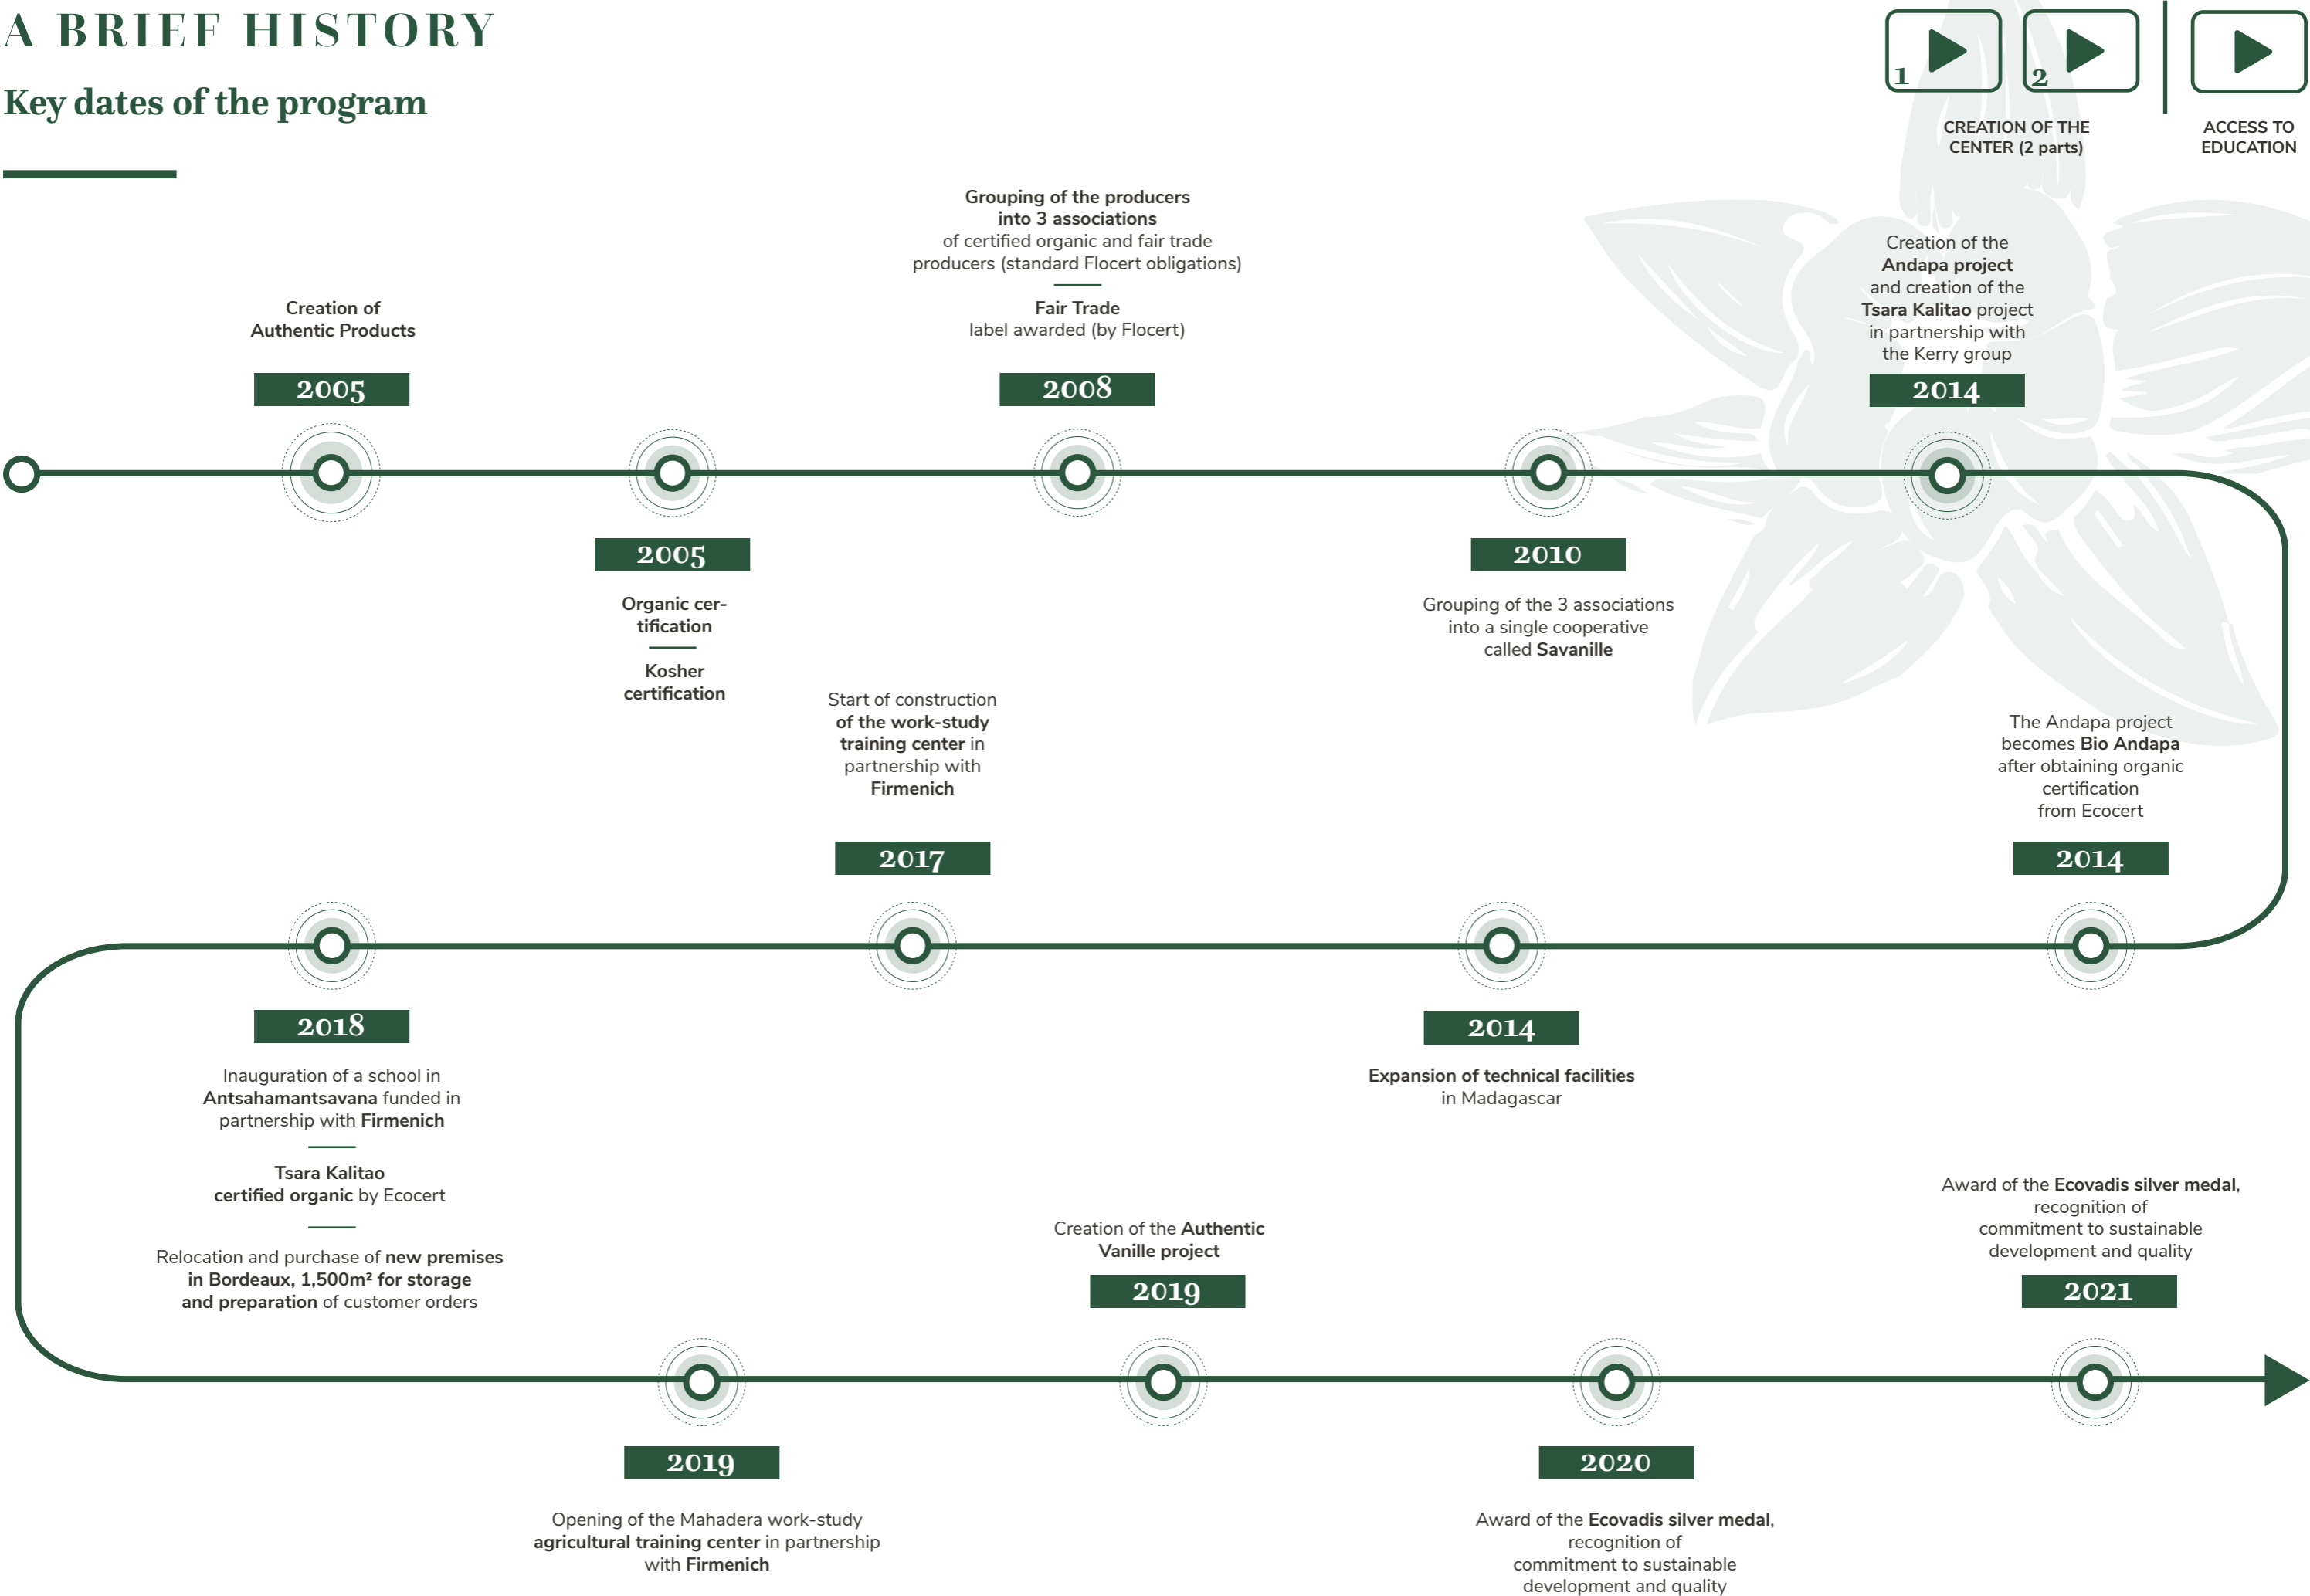 A BRIEF HISTORY
Key dates of the program
1
2
CREATION OF THE
CENTER (2 parts)
ACCESS TO
EDUCATION
Creation of
Authentic Products
2005
2005
Organic cer-
tification
Kosher
certification
Grouping of the producers
into 3 associations
of certified organic and fair trade
producers (standard Flocert obligations)
Fair Trade
label awarded (by Flocert)
2008
2010
Grouping of the 3 associations
into a single cooperative
called Savanille
Creation of the
Andapa project
and creation of the
Tsara Kalitao project
in partnership with
the Kerry group
2014
The Andapa project
becomes Bio Andapa
after obtaining organic
certification
from Ecocert
2014
2014
Expansion of technical facilities
in Madagascar
Start of construction
of the work-study
training center in
partnership with
Firmenich
2017
2018
Inauguration of a school in
Antsahamantsavana funded in
partnership with Firmenich
Tsara Kalitao
certified organic by Ecocert
Relocation and purchase of new premises
in Bordeaux, 1,500m² for storage
and preparation of customer orders
2019
Opening of the Mahadera work-study
agricultural training center in partnership
with Firmenich
Creation of the Authentic
Vanille project
2019
2020
Award of the Ecovadis silver medal,
recognition of
commitment to sustainable
development and quality
Award of the Ecovadis silver medal,
recognition of
commitment to sustainable
development and quality
2021